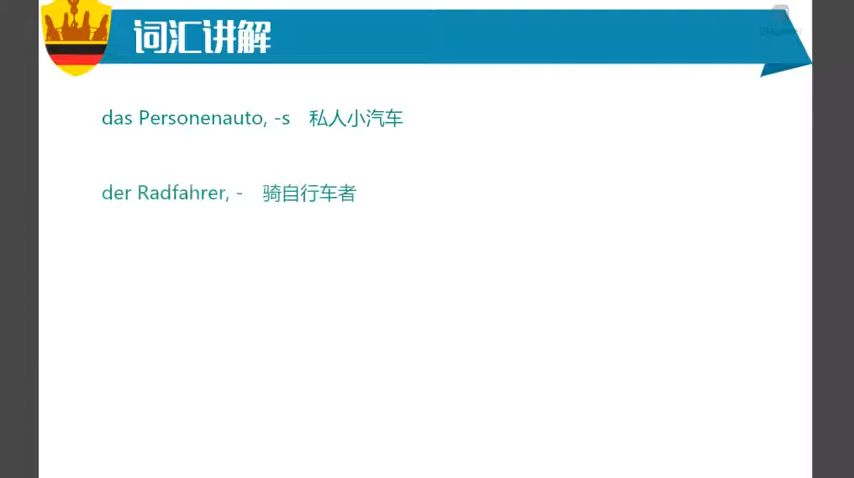 词汇讲解
das Personenauto, -s 私人小汽车
der Radfahrer, - 骑自行车者